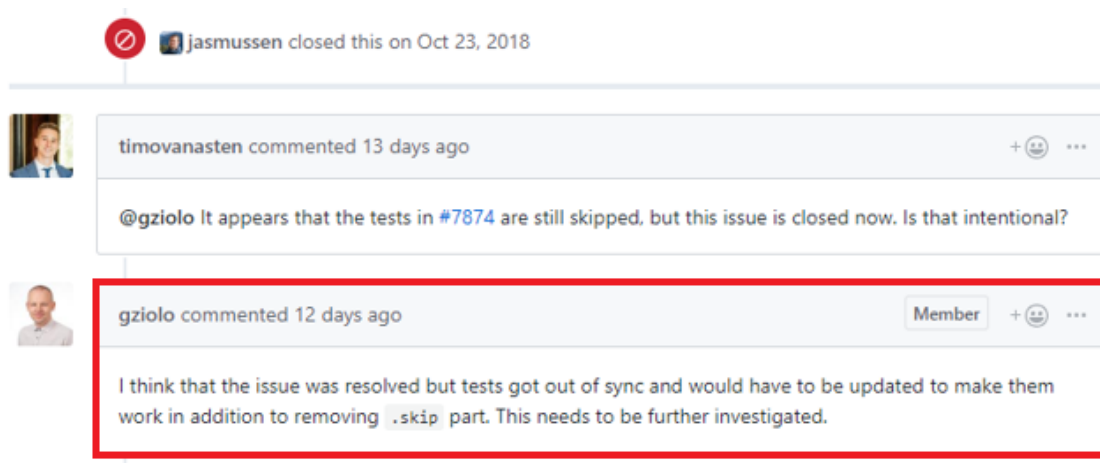 jasmussen closed this on Oct 23, 2018
timovanasten commented 13 days ago
@gziolo It appears that the tests in #7874 are still skipped, but this issue is closed now. Is that intentional?
gziolo commented 12 days ago Member
I think that the issue was resolved but tests got out of sync and would have to be updated to make them
work in addition to removing .skip part. This needs to be further investigated.